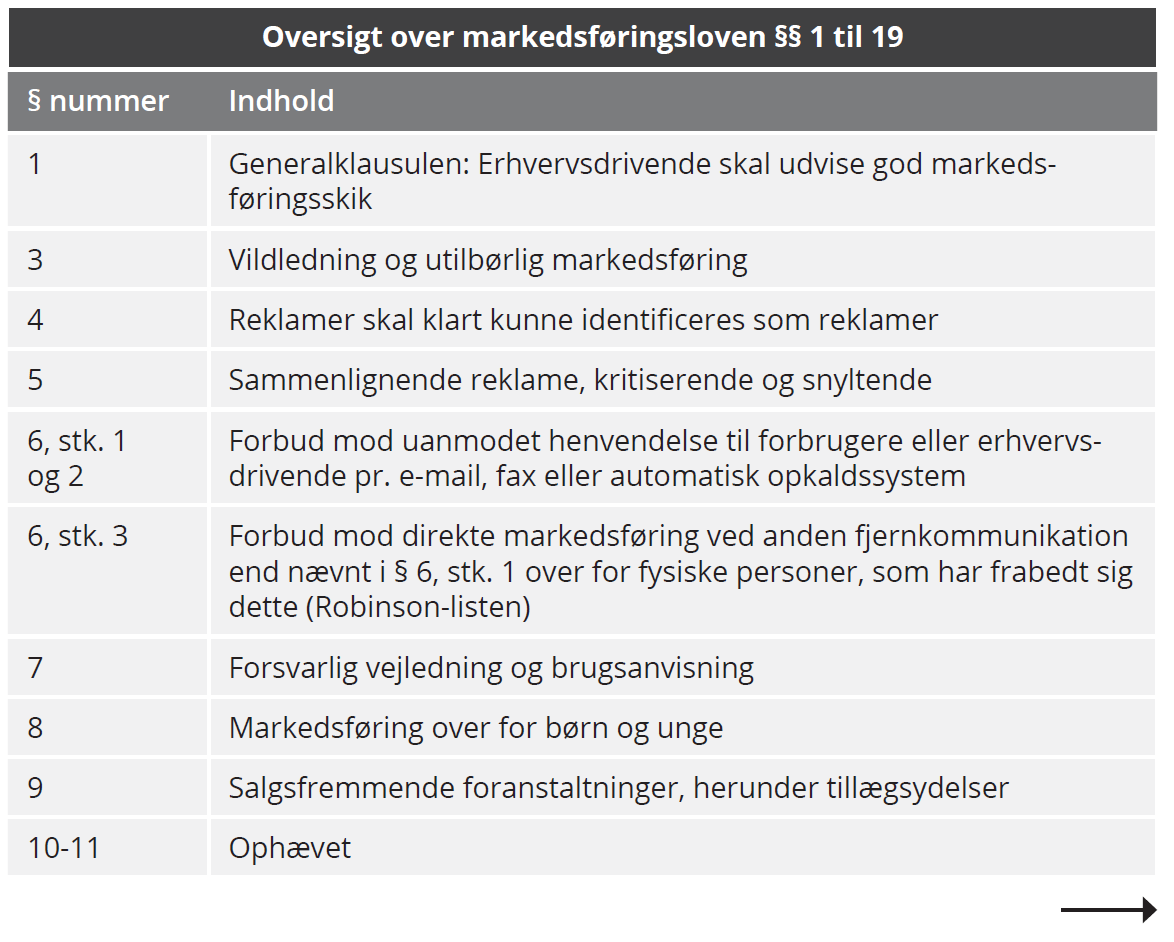 Oversigt over markedsføringsloven §§ 1 til 19
§ nummer Indhold
1 Generalklausulen: Erhvervsdrivende skal udvise god markeds-
føringsskik
3 Vildledning og utilbørlig markedsføring
4 Reklamer skal klart kunne identificeres som reklamer
5 Sammenlignende reklame, kritiserende og snyltende
6, stk. 1 Forbud mod uanmodet henvendelse til forbrugere eller erhvervs-
og 2 drivende pr. e-mail, fax eller automatisk opkaldssystem
6, stk. 3 Forbud mod direkte markedsføring ved anden fjernkommunikation
end nævnt i § 6, stk. 1 over for fysiske personer, som har frabedt sig
dette (Robinson-listen)
7 Forsvarlig vejledning og brugsanvisning
8 Markedsføring over for børn og unge
9 Salgsfremmende foranstaltninger, herunder tillægsydelser
10-11 Ophævet